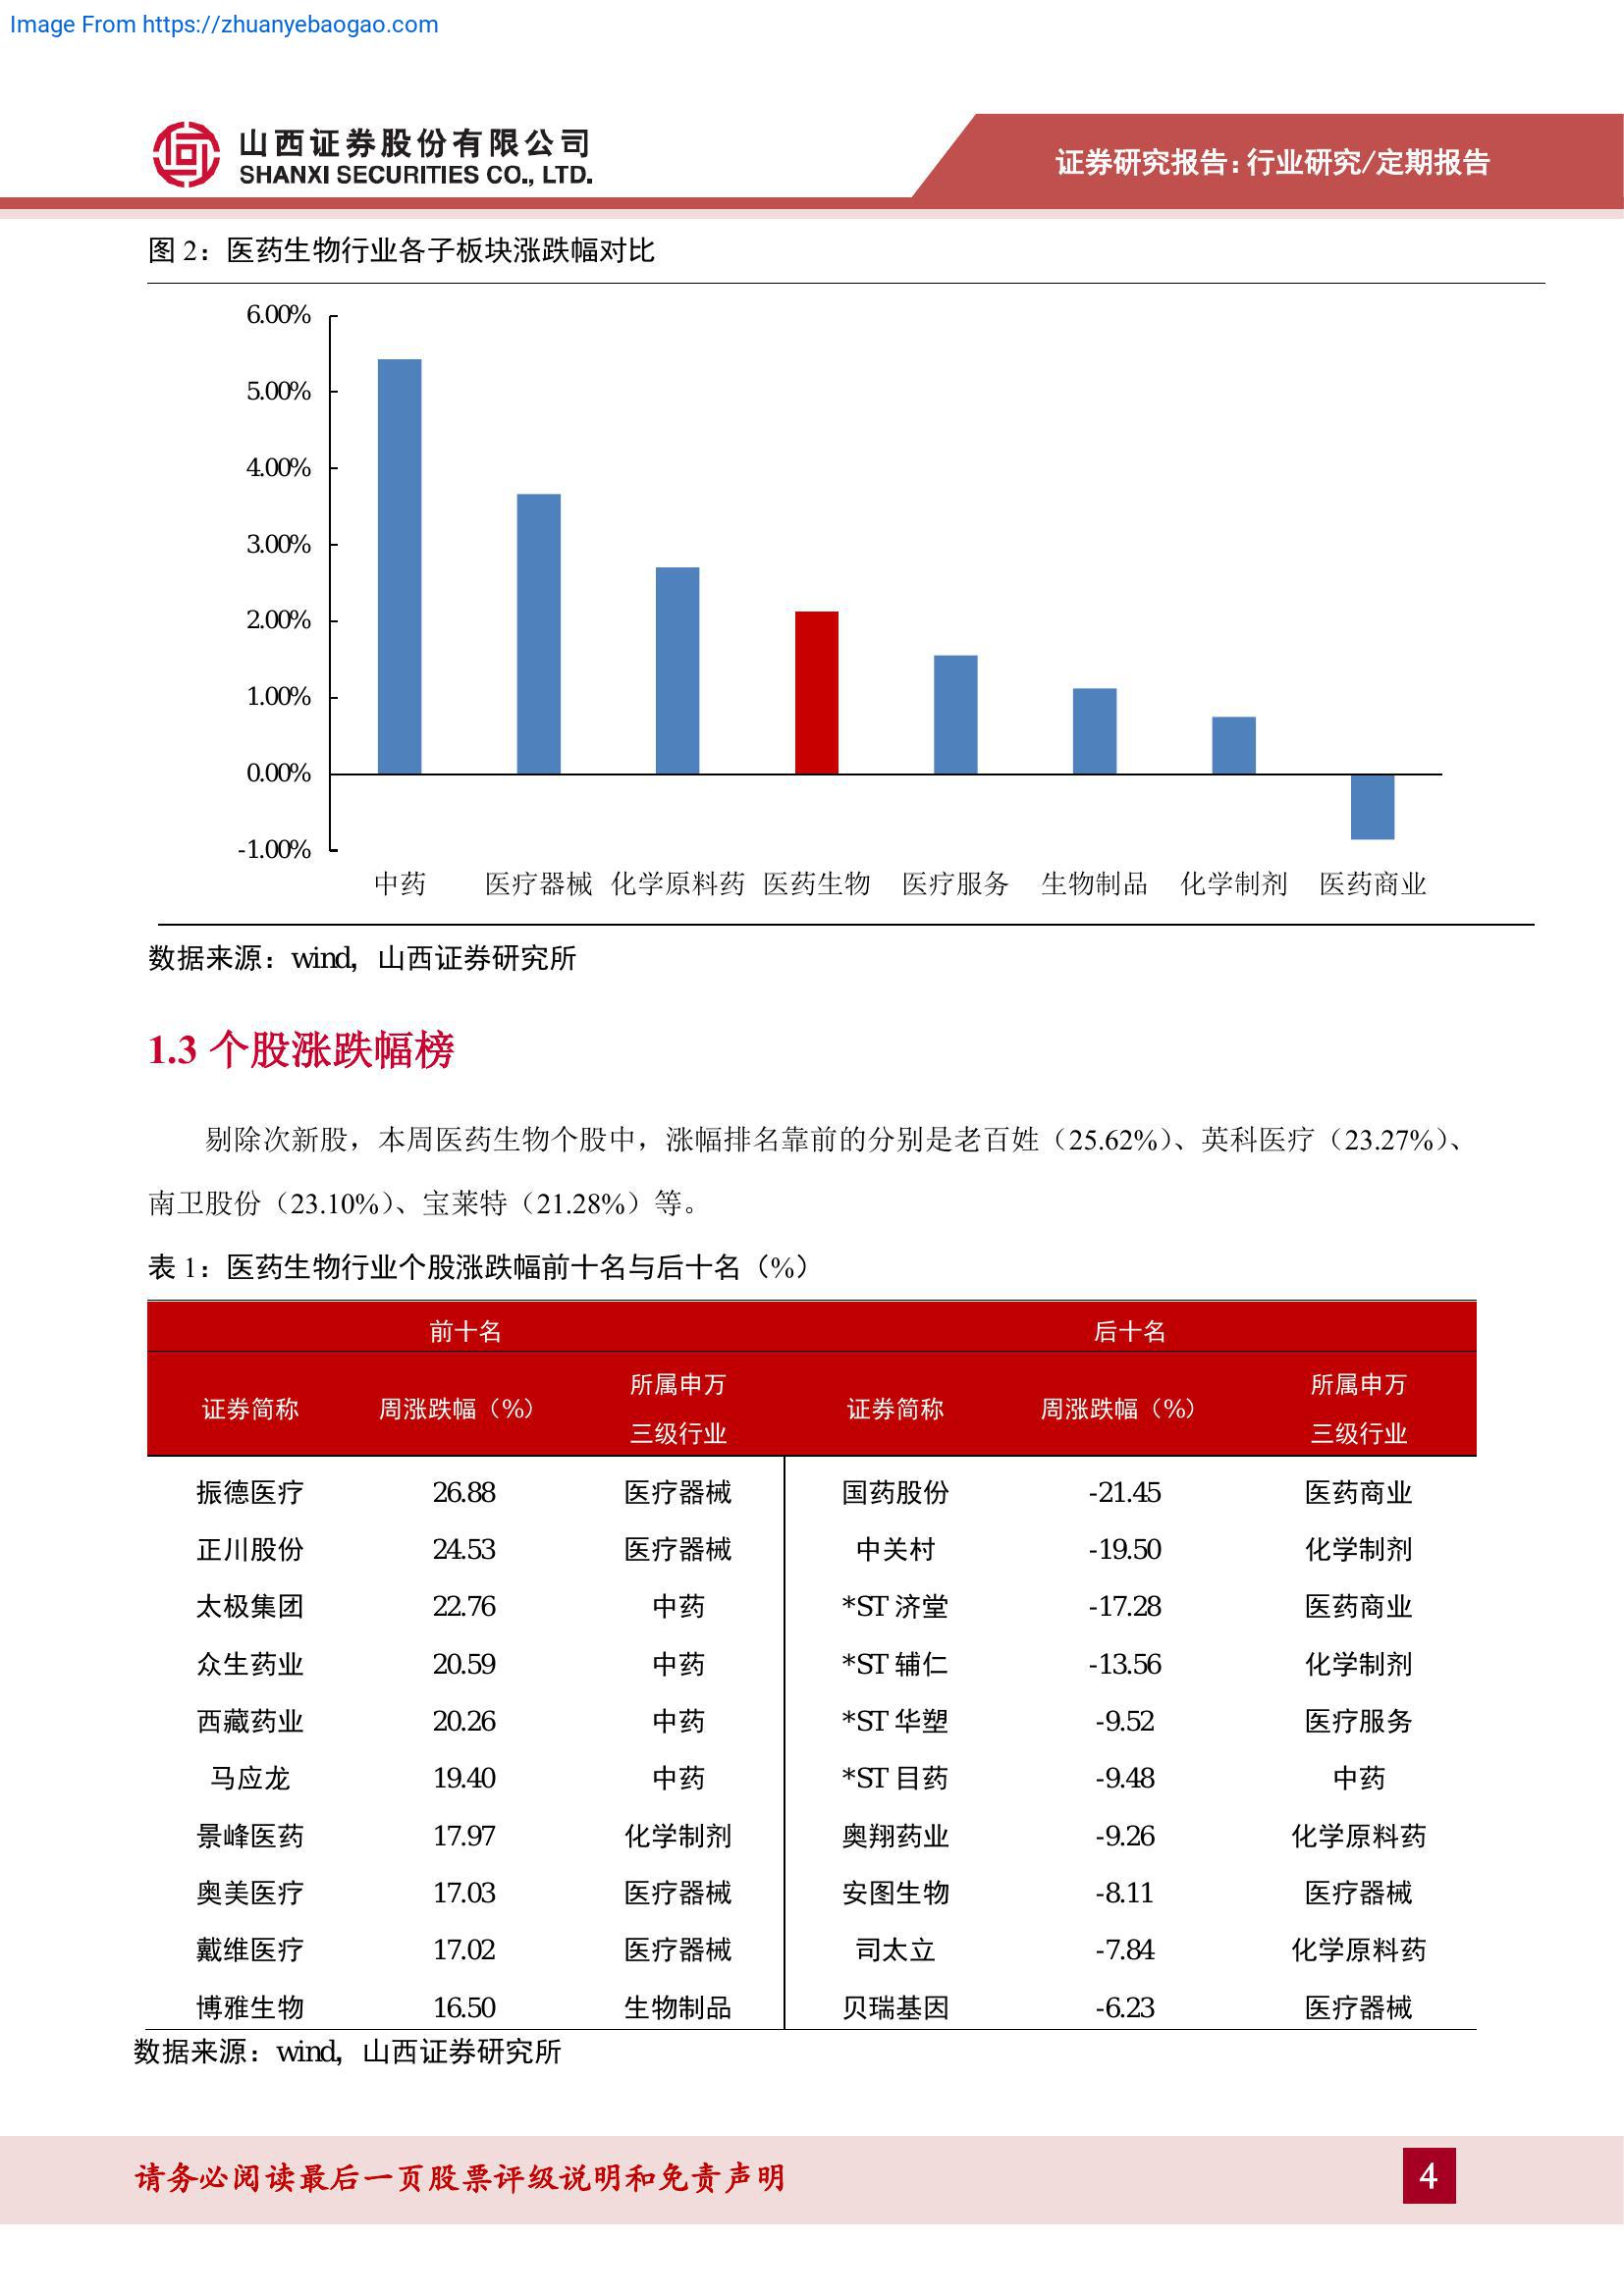 Image From https://zhuanyebaogao.com
山西证券股份有限公司
SHANXI SECURITIES CO., LTD.
证券研究报告：行业研究/定期报告
图 2：医药生物行业各子板块涨跌幅对比
6.00%
5.00%
4.00%
3.00%
2.00%
1.00%
0.00%
-1.00%
中药 医疗器械 化学原料药 医药生物 医疗服务 生物制品 化学制剂 医药商业
数据来源：wind，山西证券研究所
1.3 个股涨跌幅榜
剔除次新股，本周医药生物个股中，涨幅排名靠前的分别是老百姓（25.62%）、英科医疗（23.27%）、
南卫股份（23.10%）、宝莱特（21.28%）等。
表 1：医药生物行业个股涨跌幅前十名与后十名（%）
前十名 后十名
证券简称 周涨跌幅（%） 所属申万 三级行业 证券简称 周涨跌幅（%） 所属申万 三级行业
振德医疗 26.88 医疗器械 国药股份 -21.45 医药商业
正川股份 24.53 医疗器械 中关村 -19.50 化学制剂
太极集团 22.76 中药 *ST 济堂 -17.28 医药商业
众生药业 20.59 中药 *ST 辅仁 -13.56 化学制剂
西藏药业 20.26 中药 *ST 华塑 -9.52 医疗服务
马应龙 19.40 中药 *ST 目药 -9.48 中药
景峰医药 17.97 化学制剂 奥翔药业 -9.26 化学原料药
奥美医疗 17.03 医疗器械 安图生物 -8.11 医疗器械
戴维医疗 17.02 医疗器械 司太立 -7.84 化学原料药
博雅生物 16.50 生物制品 贝瑞基因 -6.23 医疗器械
数据来源：wind，山西证券研究所
请务必阅读最后一页股票评级说明和免责声明
4